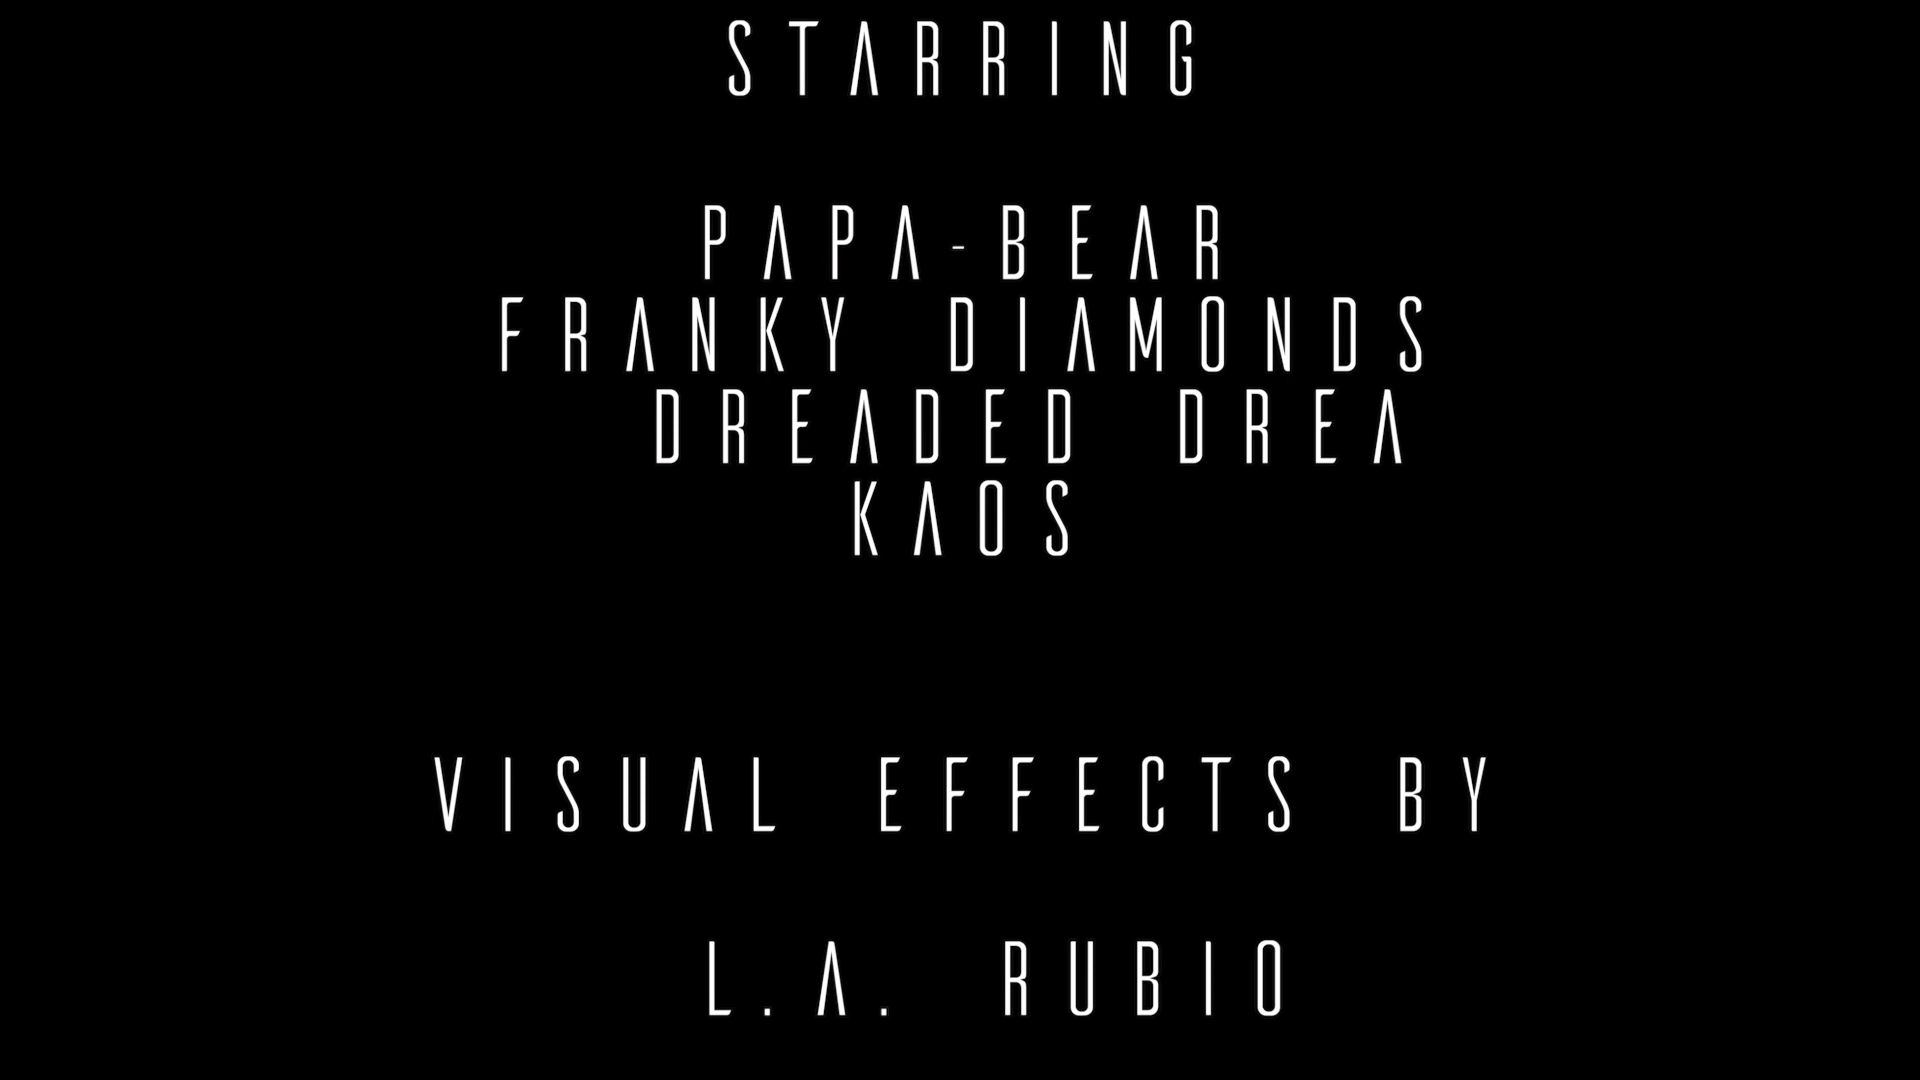 STARRING
PAPA-BEAR
FRANKY DIAMONDS
DREADED DREA
KAOS
VISUAL EFFECTS BY
L.A. RUBIO